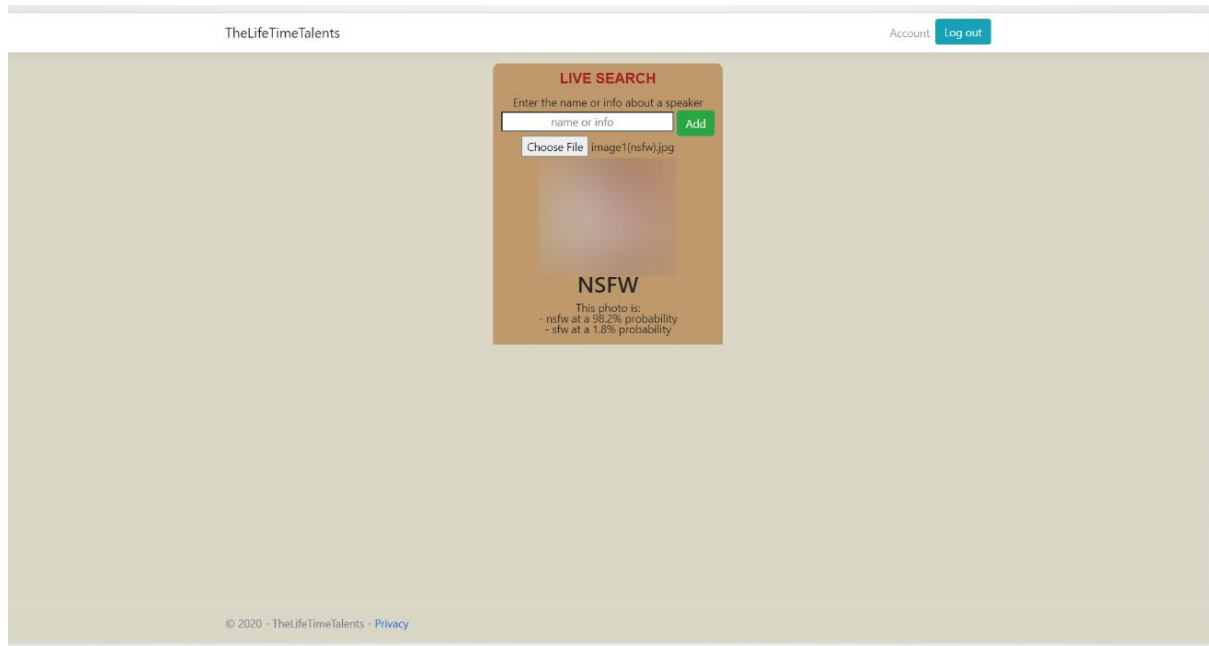 TheLifeTimeTalents
Account Log out
LIVE SEARCH
Enter the name or info about a speaker
name or info Add
Choose File image1(nsfw).jpg
NSFW
This photo is:
- nsfw at a 98.2% probability
- sfw at a 1.8% probability
© 2020 - TheLifeTimeTalents - Privacy